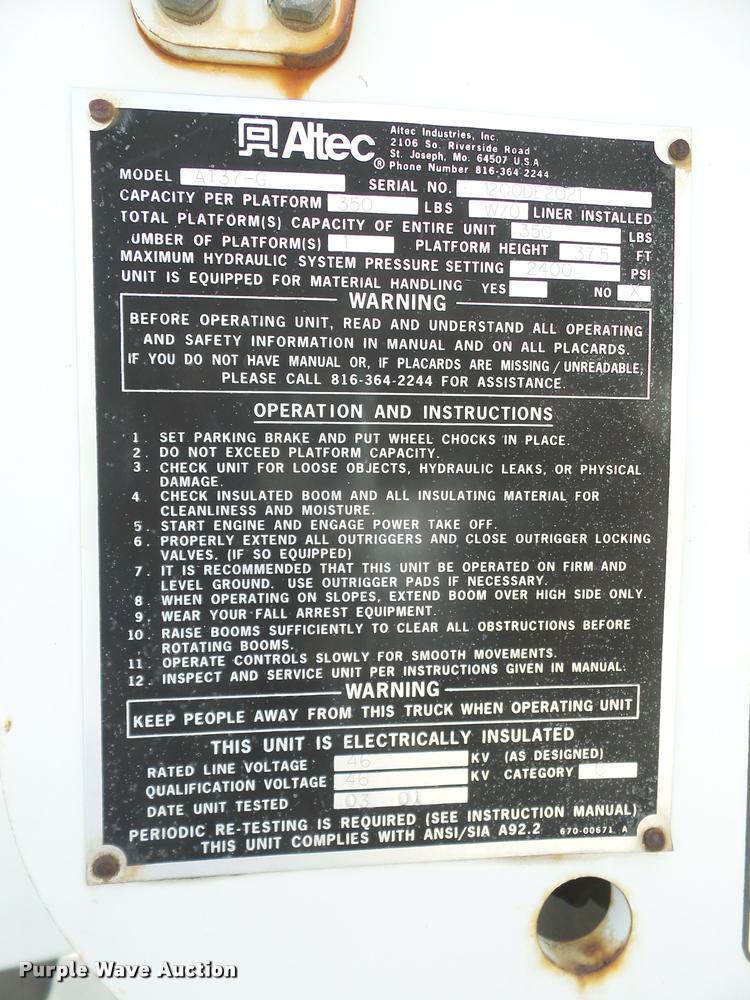 Altec®
Altec Industries, Inc.
2106 So. Riverside Road
St. Joseph, Mo. 64507 U.S.A.
Phone Number 816-364-2244
MODEL AT37-G SERIAL NO.
CAPACITY PER PLATFORM 350 LBS W/O LINER INSTALLED
TOTAL PLATFORM(S) CAPACITY OF ENTIRE UNIT 350 LBS
UMBER OF PLATFORM(S) 1 PLATFORM HEIGHT 37.5 FT
MAXIMUM HYDRAULIC SYSTEM PRESSURE SETTING 2400 PSI
UNIT IS EQUIPPED FOR MATERIAL HANDLING YES NO X
WARNING
BEFORE OPERATING UNIT, READ AND UNDERSTAND ALL OPERATING
AND SAFETY INFORMATION IN MANUAL AND ON ALL PLACARDS.
IF YOU DO NOT HAVE MANUAL OR, IF PLACARDS ARE MISSING/UNREADABLE,
PLEASE CALL 816-364-2244 FOR ASSISTANCE.
OPERATION AND INSTRUCTIONS
1. SET PARKING BRAKE AND PUT WHEEL CHOCKS IN PLACE.
2. DO NOT EXCEED PLATFORM CAPACITY.
3. CHECK UNIT FOR LOOSE OBJECTS, HYDRAULIC LEAKS, OR PHYSICAL
DAMAGE.
4. CHECK INSULATED BOOM AND ALL INSULATING MATERIAL FOR
CLEANLINESS AND MOISTURE.
5. START ENGINE AND ENGAGE POWER TAKE OFF.
6. PROPERLY EXTEND ALL OUTRIGGERS AND CLOSE OUTRIGGER LOCKING
VALVES. (IF SO EQUIPPED)
7. IT IS RECOMMENDED THAT THIS UNIT BE OPERATED ON FIRM AND
LEVEL GROUND. USE OUTRIGGER PADS IF NECESSARY.
8. WHEN OPERATING ON SLOPES, EXTEND BOOM OVER HIGH SIDE ONLY.
9. WEAR YOUR FALL ARREST EQUIPMENT.
10. RAISE BOOMS SUFFICIENTLY TO CLEAR ALL OBSTRUCTIONS BEFORE
ROTATING BOOMS.
11. OPERATE CONTROLS SLOWLY FOR SMOOTH MOVEMENTS.
12. INSPECT AND SERVICE UNIT PER INSTRUCTIONS GIVEN IN MANUAL.
WARNING
KEEP PEOPLE AWAY FROM THIS TRUCK WHEN OPERATING UNIT
THIS UNIT IS ELECTRICALLY INSULATED
RATED LINE VOLTAGE 46 KV (AS DESIGNED)
QUALIFICATION VOLTAGE 46 KV CATEGORY C
DATE UNIT TESTED 03 01
PERIODIC RE-TESTING IS REQUIRED (SEE INSTRUCTION MANUAL)
THIS UNIT COMPLIES WITH ANSI/SIA A92.2 670-00671 A
Purple Wave Auction